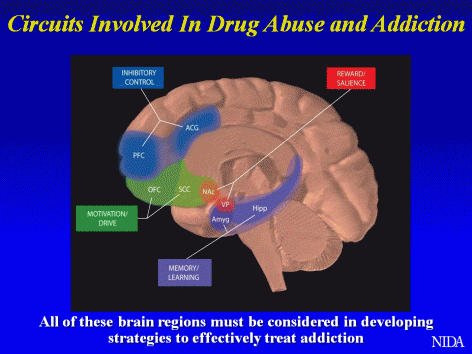 Circuits Involved In Drug Abuse and Addiction
INHIBITORY
CONTROL
REWARD/
SALIENCE
ACG
PFC
OFC
SCC
NAc
VP
Hipp
Amyg
MOTIVATION/
DRIVE
MEMORY/
LEARNING
All of these brain regions must be considered in developing
strategies to effectively treat addiction
NIDA